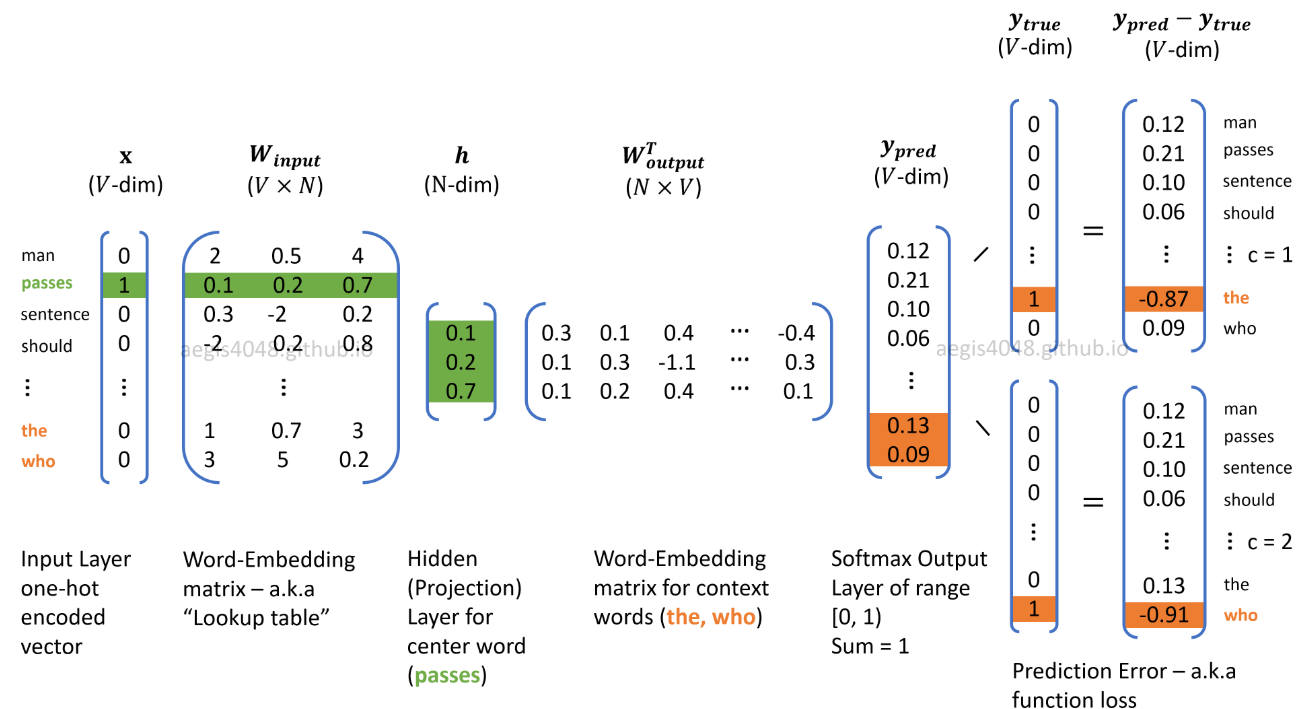 y_true
(V-dim)
y_pred − y_true
(V-dim)
x
(V-dim)
W_input
(V × N)
h
(N-dim)
W^T_output
(N × V)
y_pred
(V-dim)
man
passes
sentence
should
⋮
the
who
0
1
0
0
⋮
0
0
2 0.5 4
0.1 0.2 0.7
0.3 -2 0.2
-2 0.2 0.8
⋮
1 0.7 3
3 5 0.2
aegis4048.github.io
0.1
0.2
0.7
0.3 0.1 0.4 ⋯ -0.4
0.1 0.3 -1.1 ⋯ 0.3
0.1 0.2 0.4 ⋯ 0.1
0.12
0.21
0.10
0.06
⋮
0.13
0.09
0
0
0
0
⋮
1
0
=
0.12
0.21
0.10
0.06
⋮
-0.87
0.09
man
passes
sentence
should
⋮ c = 1
the
who
aegis4048.github.io
0
0
0
0
⋮
0
1
=
0.12
0.21
0.10
0.06
⋮
0.13
-0.91
man
passes
sentence
should
⋮ c = 2
the
who
Input Layer
one-hot
encoded
vector
Word-Embedding
matrix – a.k.a
“Lookup table”
Hidden
(Projection)
Layer for
center word
(passes)
Word-Embedding
matrix for context
words (the, who)
Softmax Output
Layer of range
[0, 1)
Sum = 1
Prediction Error – a.k.a
function loss